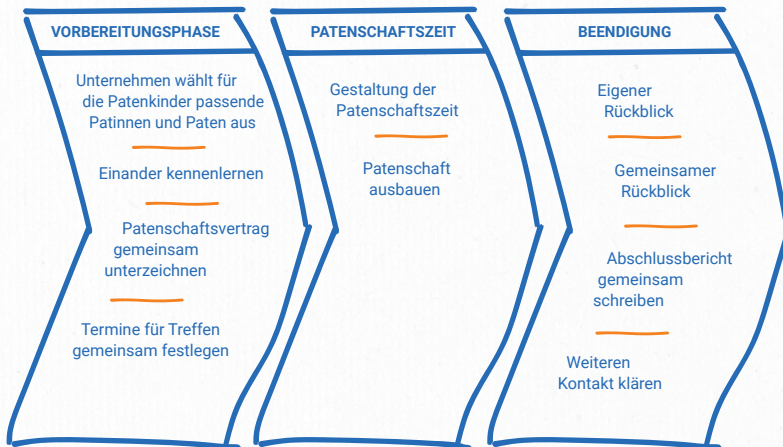 VORBEREITUNGSPHASE
Unternehmen wählt für
die Patenkinder passende
Patinnen und Paten aus
Einander kennenlernen
Patenschaftsvertrag
gemeinsam
unterzeichnen
Termine für Treffen
gemeinsam festlegen
PATENSCHAFTSZEIT
Gestaltung der
Patenschaftszeit
Patenschaft
ausbauen
BEENDIGUNG
Eigener
Rückblick
Gemeinsamer
Rückblick
Abschlussbericht
gemeinsam
schreiben
Weiteren
Kontakt klären